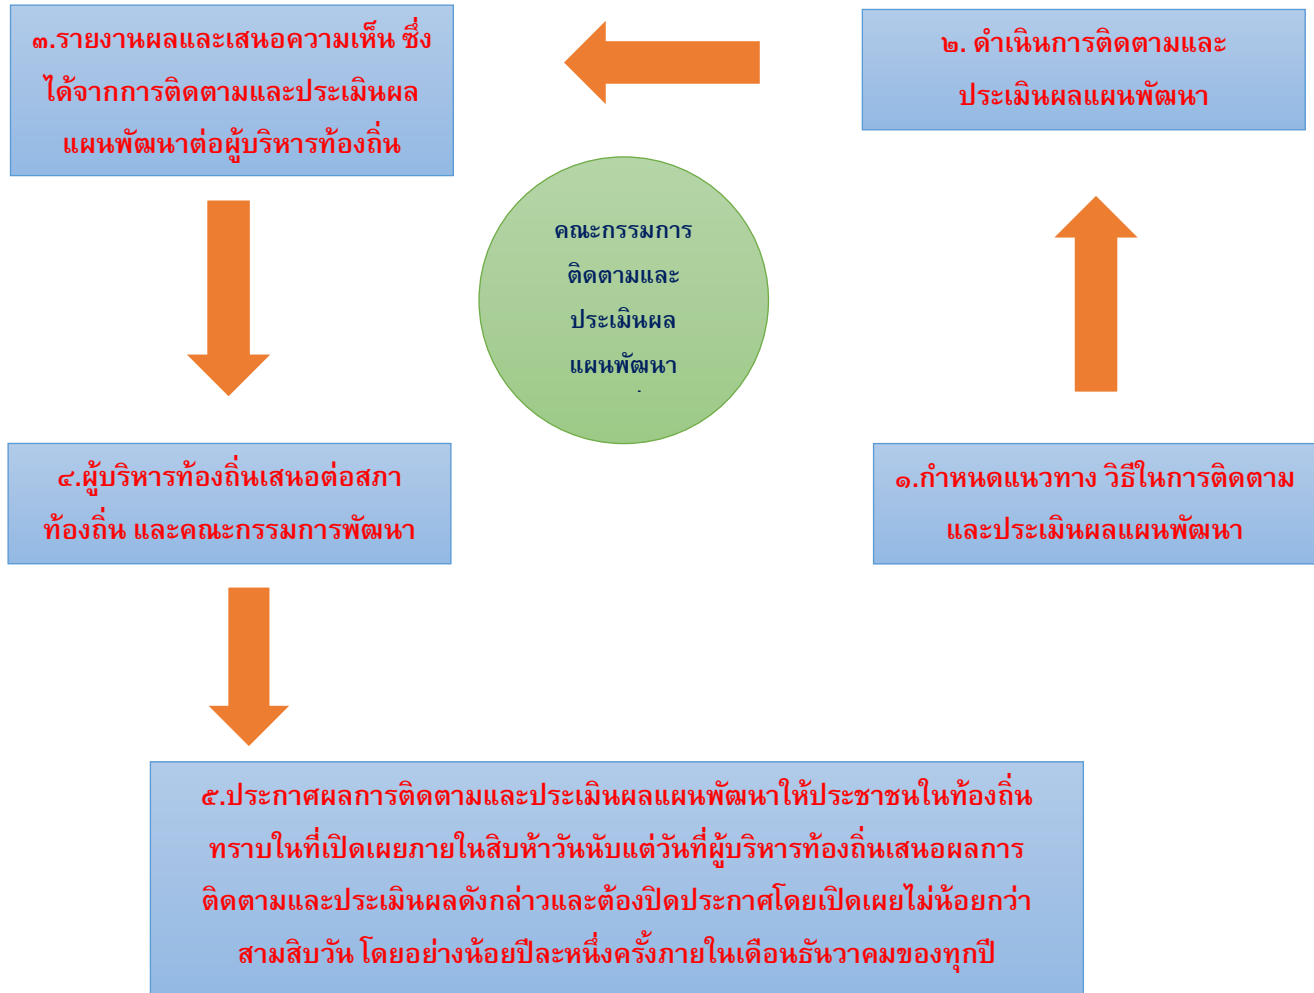 ๓.รายงานผลและเสนอความเห็น ซึ่ง
ได้จากการติดตามและประเมินผล
แผนพัฒนาต่อผู้บริหารท้องถิ่น
๒. ดำเนินการติดตามและ
ประเมินผลแผนพัฒนา
คณะกรรมการ
ติดตามและ
ประเมินผล
แผนพัฒนา
๔.ผู้บริหารท้องถิ่นเสนอต่อสภา
ท้องถิ่น และคณะกรรมการพัฒนา
๑.กำหนดแนวทาง วิธีในการติดตาม
และประเมินผลแผนพัฒนา
๕.ประกาศผลการติดตามและประเมินผลแผนพัฒนาให้ประชาชนในท้องถิ่น
ทราบในที่เปิดเผยภายในสิบห้าวันนับแต่วันที่ผู้บริหารท้องถิ่นเสนอผลการ
ติดตามและประเมินผลดังกล่าวและต้องปิดประกาศโดยเปิดเผยไม่น้อยกว่า
สามสิบวัน โดยอย่างน้อยปีละหนึ่งครั้งภายในเดือนธันวาคมของทุกปี